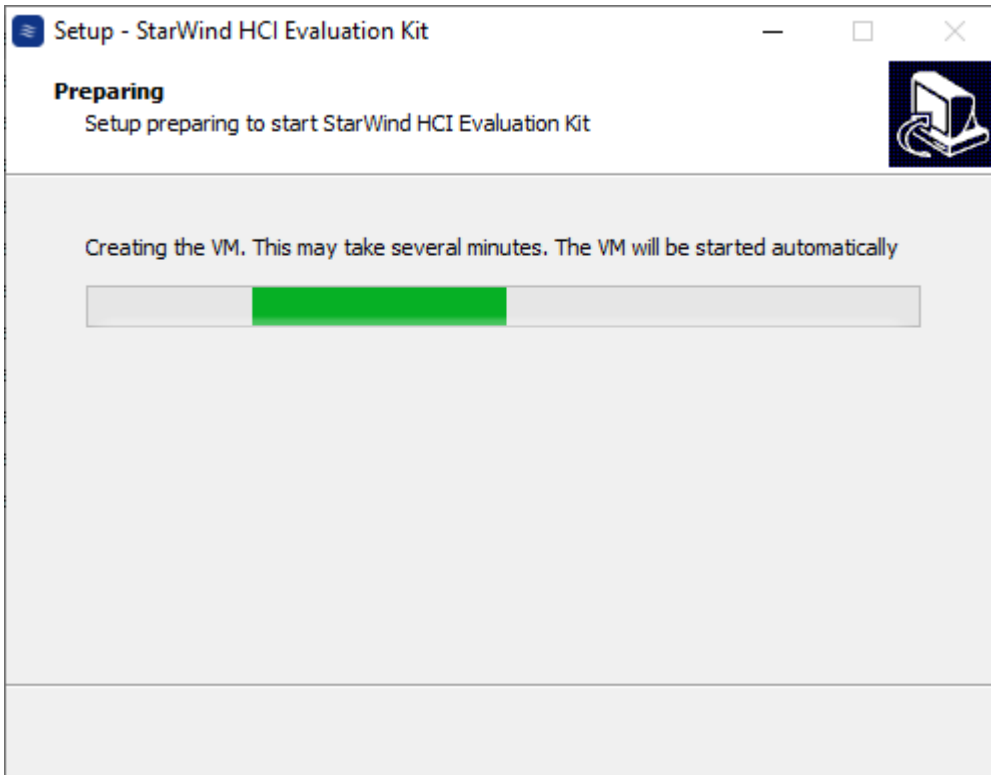 Setup - StarWind HCI Evaluation Kit
Preparing
Setup preparing to start StarWind HCI Evaluation Kit
Creating the VM. This may take several minutes. The VM will be started automatically